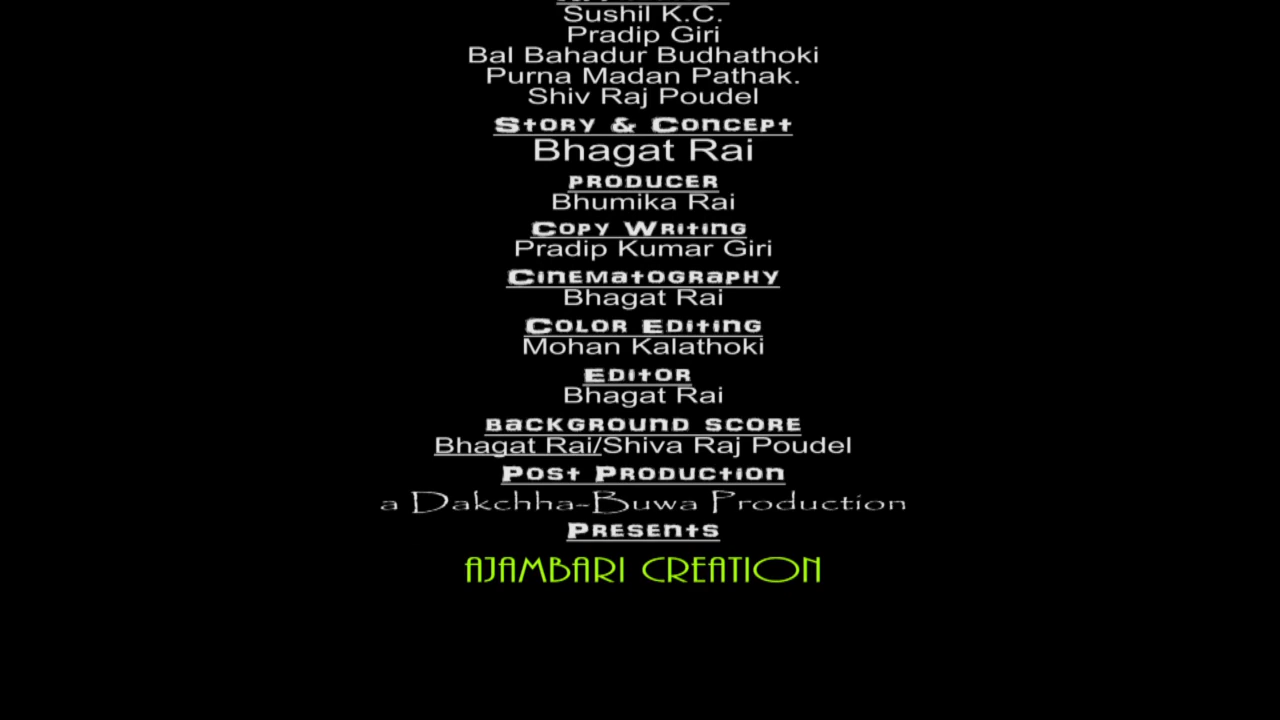 Sushil K.C.
Pradip Giri
Bal Bahadur Budhathoki
Purna Madan Pathak.
Shiv Raj Poudel
Story & Concept
Bhagat Rai
PRODUCER
Bhumika Rai
Copy Writing
Pradip Kumar Giri
Cinematography
Bhagat Rai
Color Editing
Mohan Kalathoki
Editor
Bhagat Rai
Background score
Bhagat Rai/Shiva Raj Poudel
Post Production
a Dakchha-Buwa Production
Presents
AJAMBARI CREATION